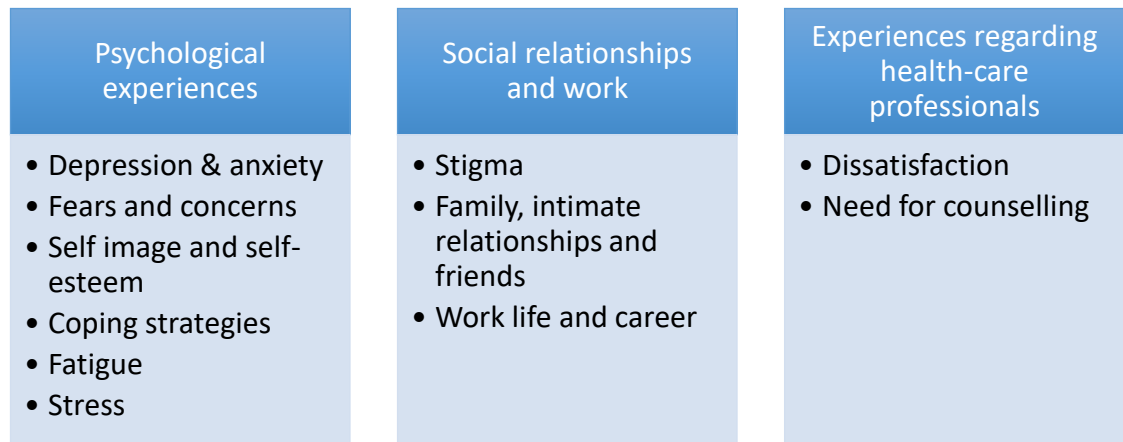 Psychological
experiences
• Depression & anxiety
• Fears and concerns
• Self image and self-
esteem
• Coping strategies
• Fatigue
• Stress
Social relationships
and work
• Stigma
• Family, intimate
relationships and
friends
• Work life and career
Experiences regarding
health-care
professionals
• Dissatisfaction
• Need for counselling